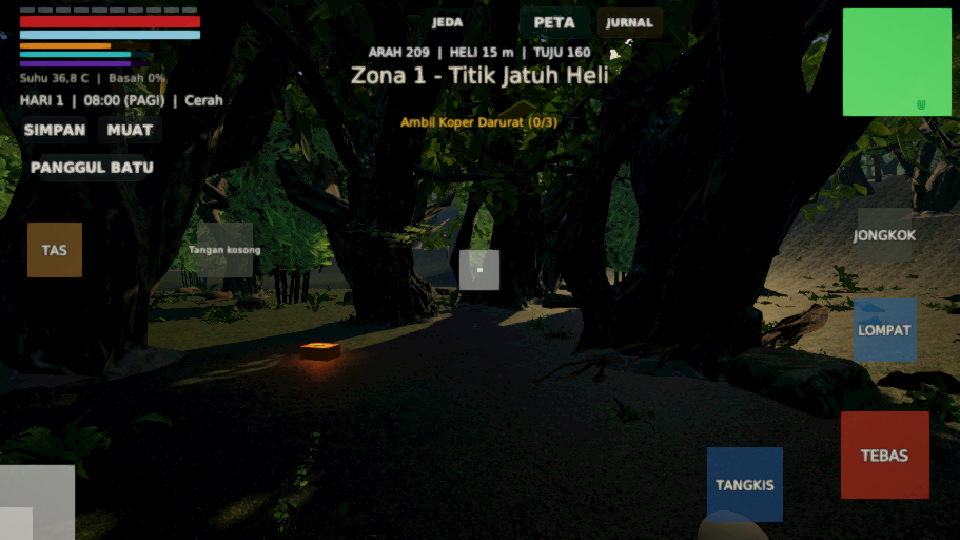 JEDA
PETA
JURNAL
ARAH 209 | HELI 15 m | TUJU 160
Zona 1 - Titik Jatuh Heli
Ambil Koper Darurat (0/3)
Suhu 36,8 C | Basah 0%
HARI 1 | 08:00 (PAGI) | Cerah
SIMPAN
MUAT
PANGGUL BATU
TAS
Tangan kosong
JONGKOK
LOMPAT
TEBAS
TANGKIS
U